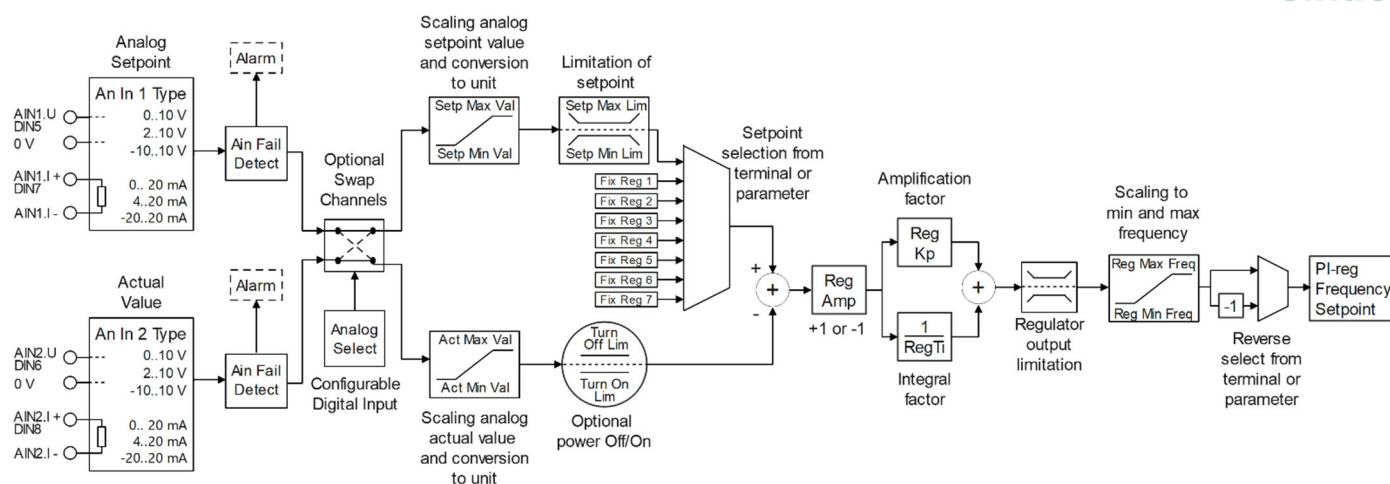 Analog
Setpoint
An In 1 Type
0..10 V
2..10 V
-10..10 V
0.. 20 mA
4..20 mA
-20..20 mA
AIN1.U
DIN5
0 V
AIN1.I+
DIN7
AIN1.I-
Alarm
Ain Fail
Detect
Actual
Value
An In 2 Type
0..10 V
2..10 V
-10..10 V
0.. 20 mA
4..20 mA
-20..20 mA
AIN2.U
DIN6
0 V
AIN2.I+
DIN8
AIN2.I-
Alarm
Ain Fail
Detect
Optional
Swap
Channels
Analog
Select
Configurable
Digital Input
Scaling analog
setpoint value
and conversion
to unit
Setp Max Val
Setp Min Val
Limitation of
setpoint
Setp Max Lim
Setp Min Lim
Act Max Val
Act Min Val
Scaling analog
actual value
and conversion
to unit
Turn
Off Lim
Turn On
Lim
Optional
power Off/On
Fix Reg 1
Fix Reg 2
Fix Reg 3
Fix Reg 4
Fix Reg 5
Fix Reg 6
Fix Reg 7
Setpoint
selection from
terminal or
parameter
+
+
-
Reg
Amp
+1 or -1
Amplification
factor
Reg
Kp
1
RegTi
Integral
factor
+
Regulator
output
limitation
Scaling to
min and max
frequency
Reg Max Freq
Reg Min Freq
-1
Reverse
select from
terminal or
parameter
PI-reg
Frequency
Setpoint